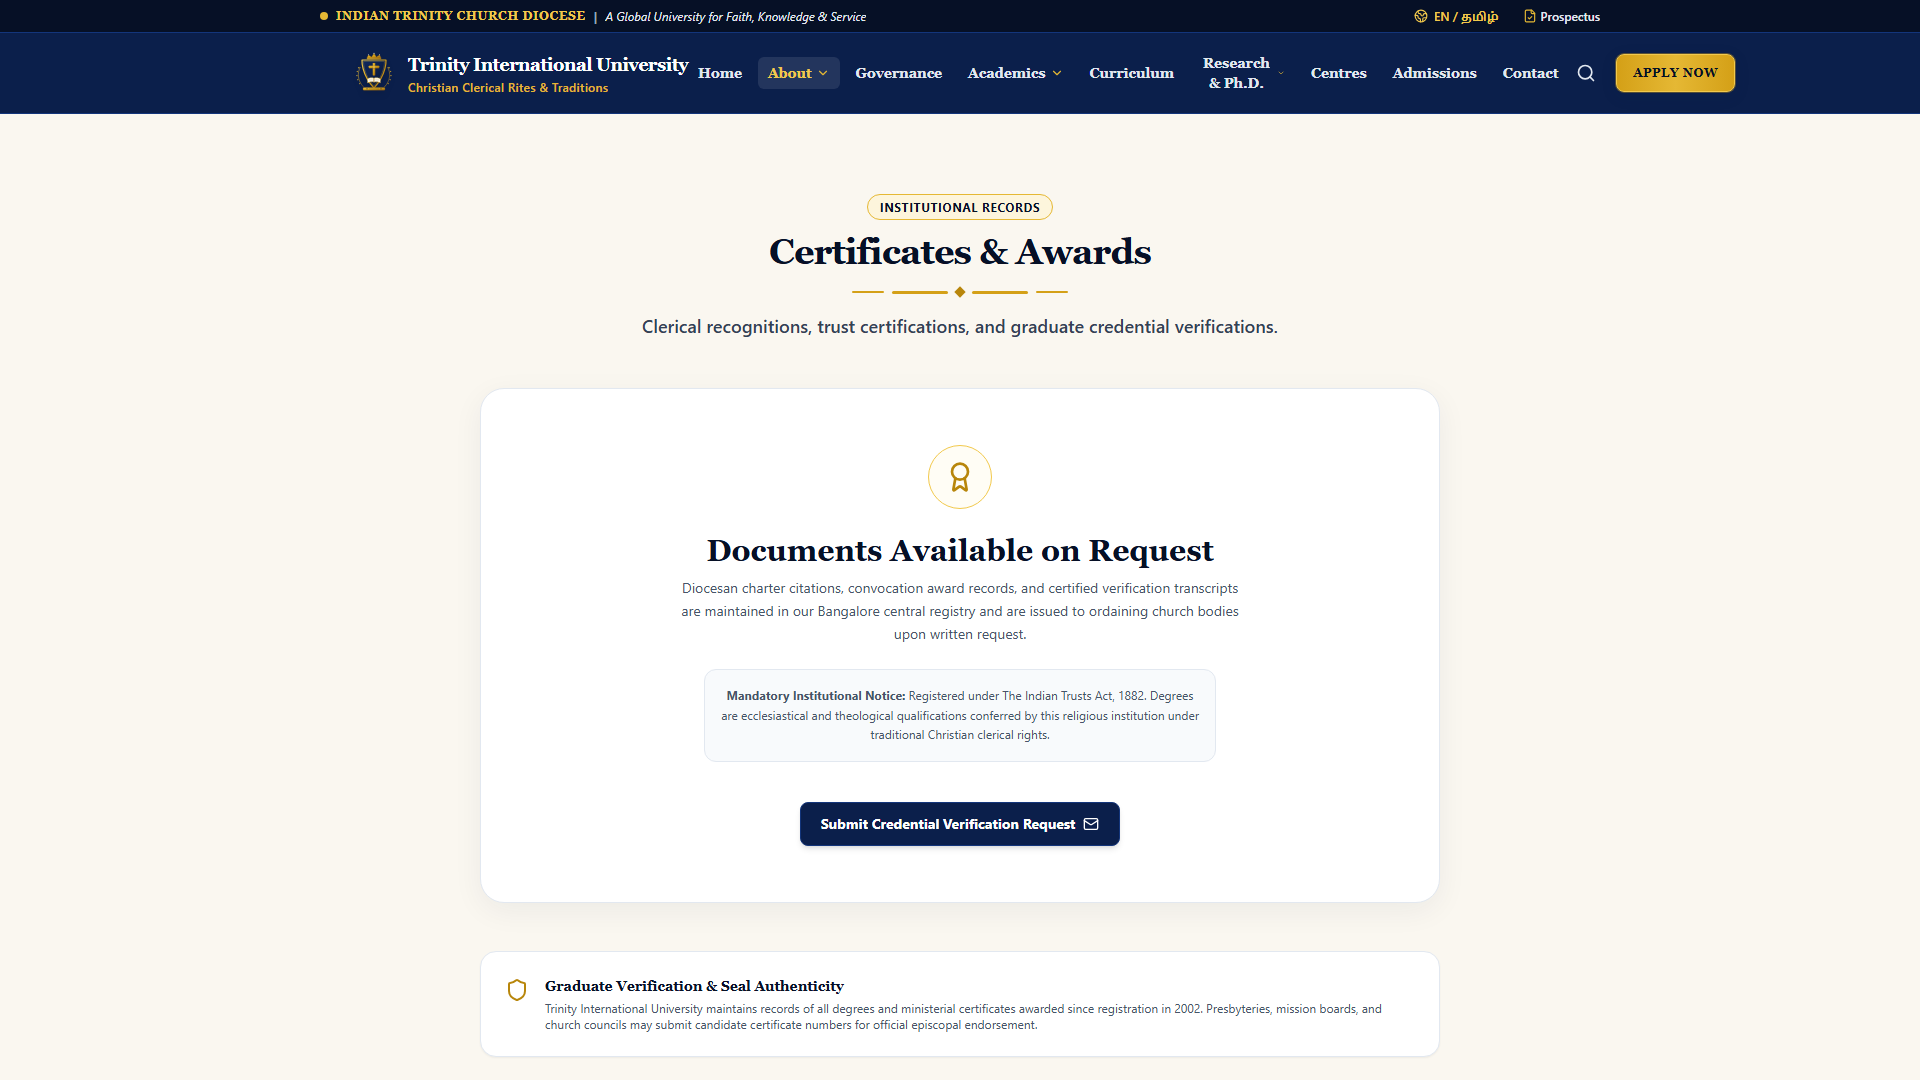 INDIAN TRINITY CHURCH DIOCESE | A Global University for Faith, Knowledge & Service
EN / தமிழ்
Prospectus
Trinity International University
Christian Clerical Rites & Traditions
Home
About
Governance
Academics
Curriculum
Research
& Ph.D.
Centres
Admissions
Contact
APPLY NOW
INSTITUTIONAL RECORDS
Certificates & Awards
Clerical recognitions, trust certifications, and graduate credential verifications.
Documents Available on Request
Diocesan charter citations, convocation award records, and certified verification transcripts
are maintained in our Bangalore central registry and are issued to ordaining church bodies
upon written request.
Mandatory Institutional Notice: Registered under The Indian Trusts Act, 1882. Degrees
are ecclesiastical and theological qualifications conferred by this religious institution under
traditional Christian clerical rights.
Submit Credential Verification Request
Graduate Verification & Seal Authenticity
Trinity International University maintains records of all degrees and ministerial certificates awarded since registration in 2002. Presbyteries, mission boards, and
church councils may submit candidate certificate numbers for official episcopal endorsement.